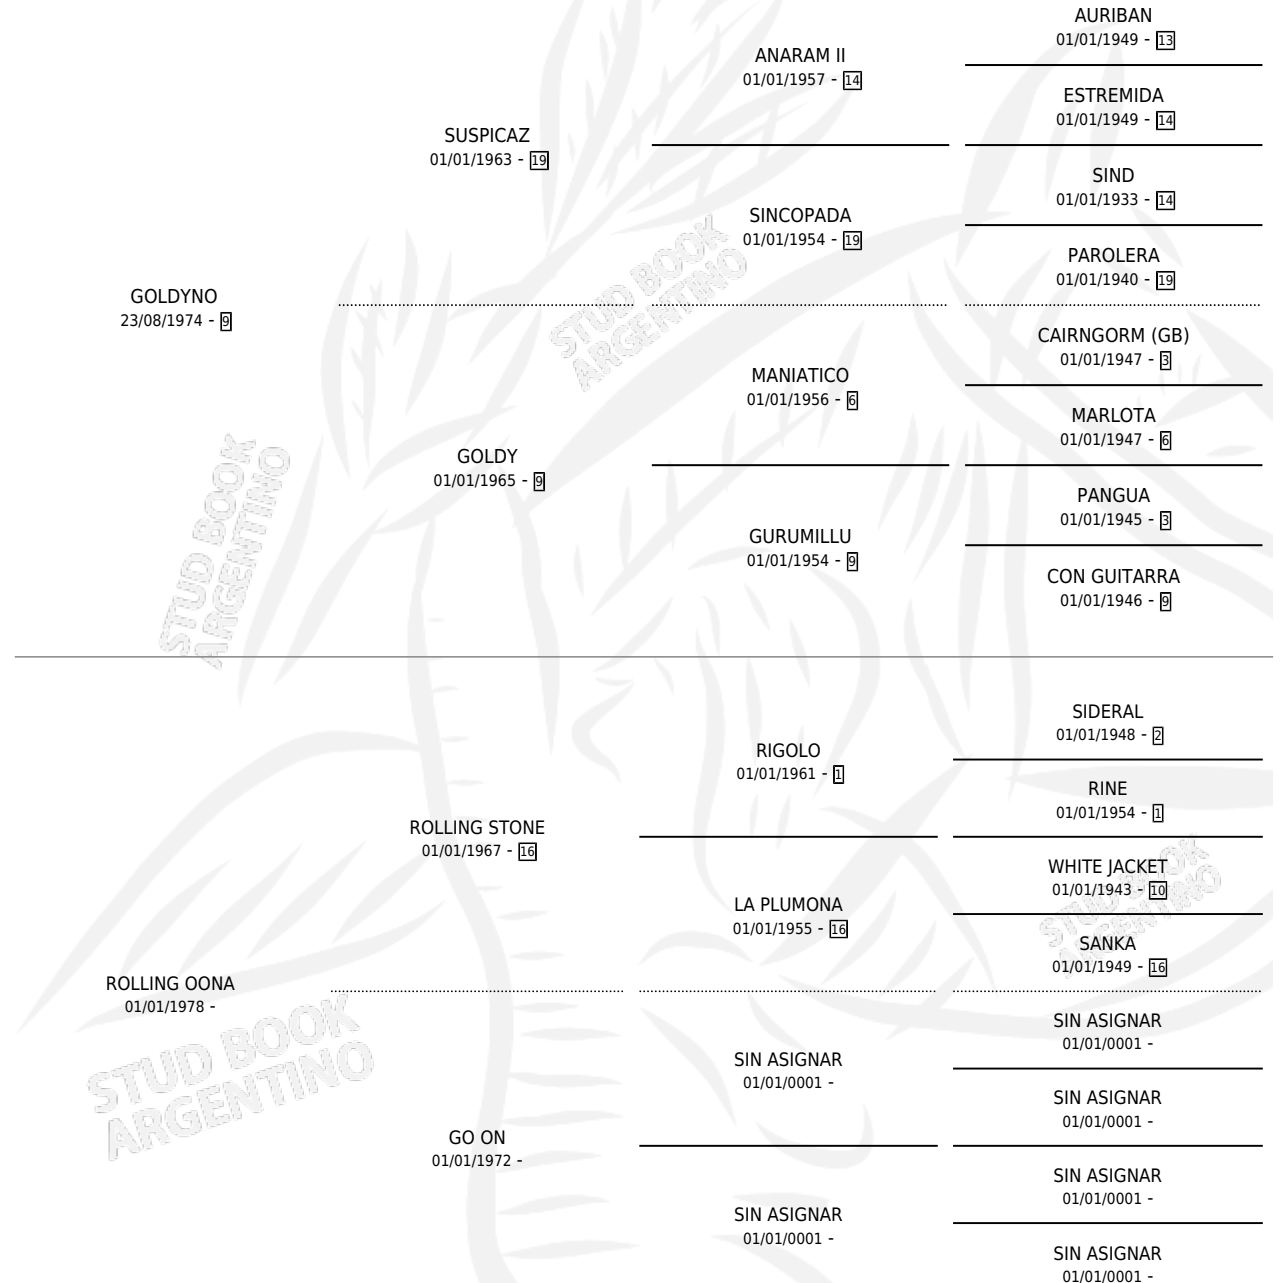 AURIBAN
01/01/1949 - 13
ANARAM II
01/01/1957 - 14
ESTREMIDA
01/01/1949 - 14
SUSPICAZ
01/01/1963 - 19
SIND
01/01/1933 - 14
SINCOPADA
01/01/1954 - 19
PAROLERA
01/01/1940 - 19
GOLDYNO
23/08/1974 - 9
CAIRNGORM (GB)
01/01/1947 - 3
MANIATICO
01/01/1956 - 6
MARLOTA
01/01/1947 - 6
GOLDY
01/01/1965 - 9
PANGUA
01/01/1945 - 3
GURUMILLU
01/01/1954 - 9
CON GUITARRA
01/01/1946 - 9
STUD BOOK
ARGENTINO
STUD BOOK
ARGENTINO
SIDERAL
01/01/1948 - 2
RIGOLO
01/01/1961 - 1
RINE
01/01/1954 - 1
ROLLING STONE
01/01/1967 - 16
WHITE JACKET
01/01/1943 - 10
LA PLUMONA
01/01/1955 - 16
SANKA
01/01/1949 - 16
ROLLING OONA
01/01/1978 -
SIN ASIGNAR
01/01/0001 -
SIN ASIGNAR
01/01/0001 -
SIN ASIGNAR
01/01/0001 -
GO ON
01/01/1972 -
SIN ASIGNAR
01/01/0001 -
SIN ASIGNAR
01/01/0001 -
SIN ASIGNAR
01/01/0001 -
STUD BOOK
ARGENTINO
STUD BOOK
ARGENTINO